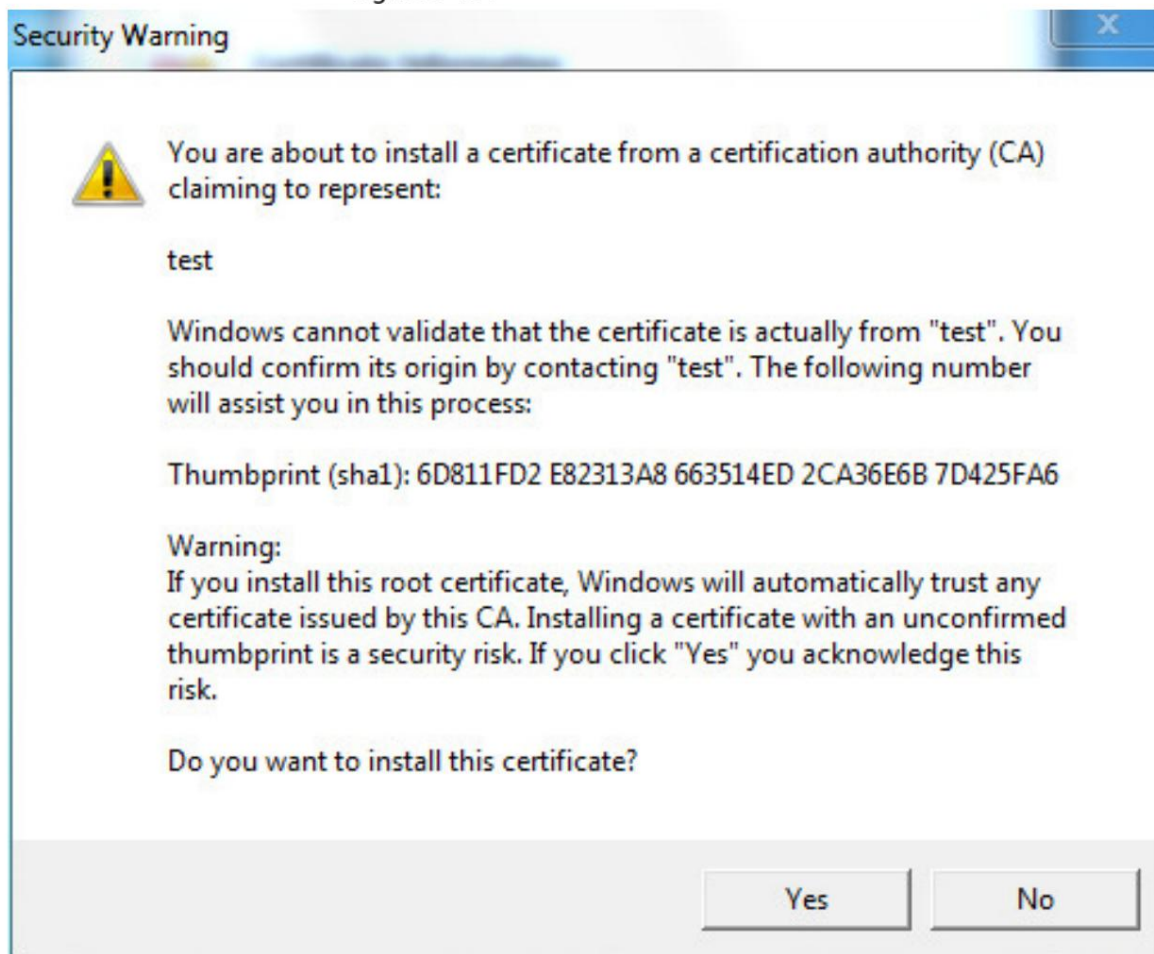 Security Warning
You are about to install a certificate from a certification authority (CA)
claiming to represent:
test
Windows cannot validate that the certificate is actually from "test". You
should confirm its origin by contacting "test". The following number
will assist you in this process:
Thumbprint (sha1): 6D811FD2 E82313A8 663514ED 2CA36E6B 7D425FA6
Warning:
If you install this root certificate, Windows will automatically trust any
certificate issued by this CA. Installing a certificate with an unconfirmed
thumbprint is a security risk. If you click "Yes" you acknowledge this
risk.
Do you want to install this certificate?
Yes No